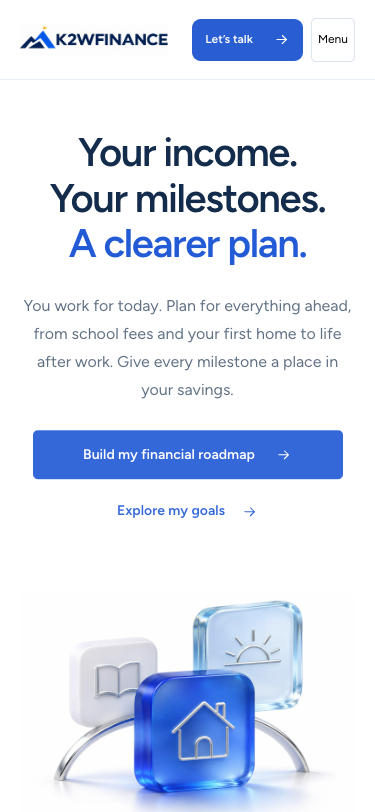 K2WFINANCE
Let's talk
Menu
Your income.
Your milestones.
A clearer plan.
You work for today. Plan for everything ahead,
from school fees and your first home to life
after work. Give every milestone a place in
your savings.
Build my financial roadmap
Explore my goals